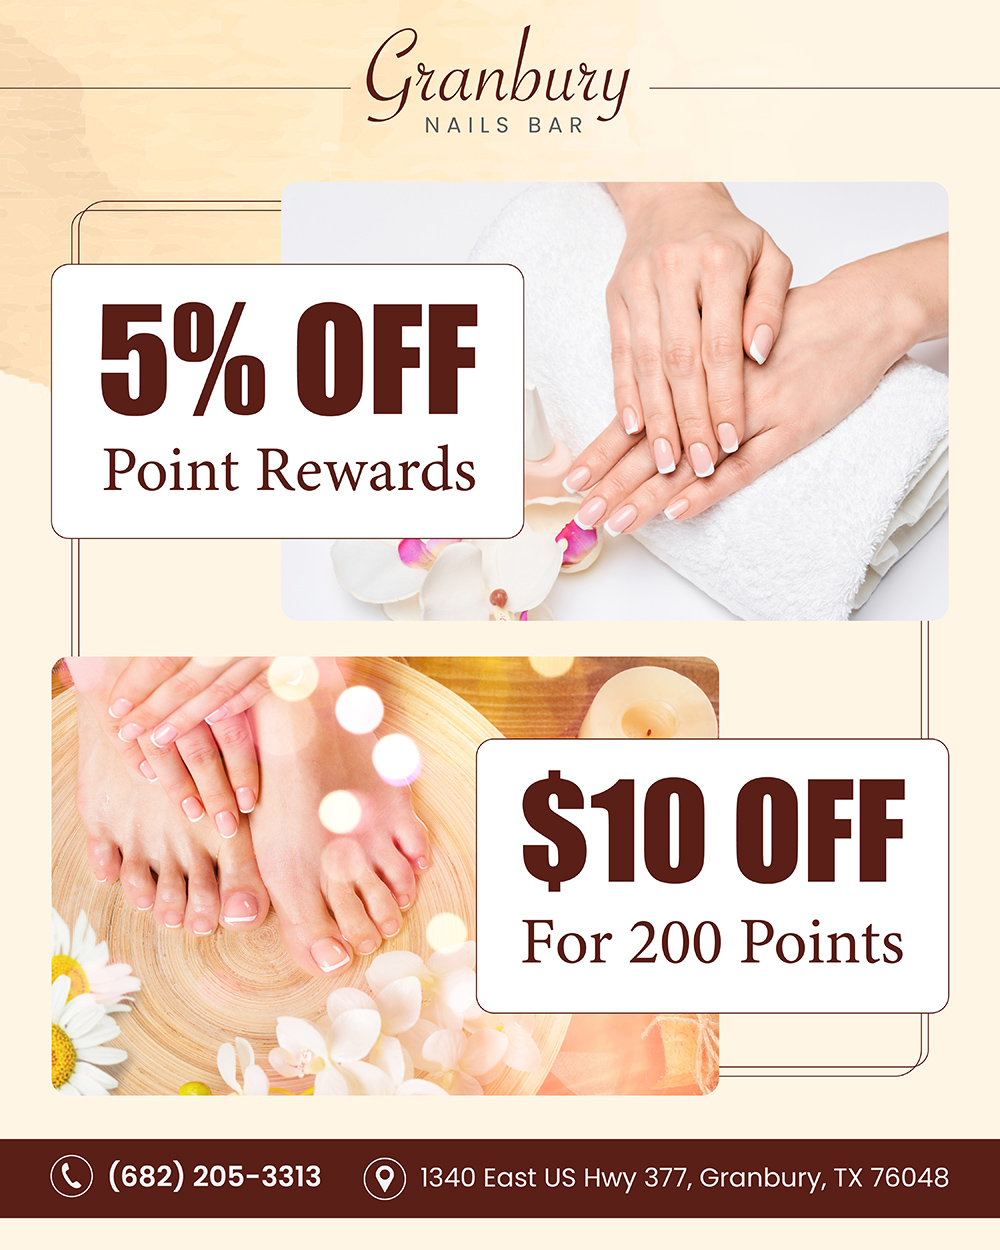 Granbury
NAILS BAR
5% OFF
Point Rewards
$10 OFF
For 200 Points
(682) 205-3313
1340 East US Hwy 377, Granbury, TX 76048